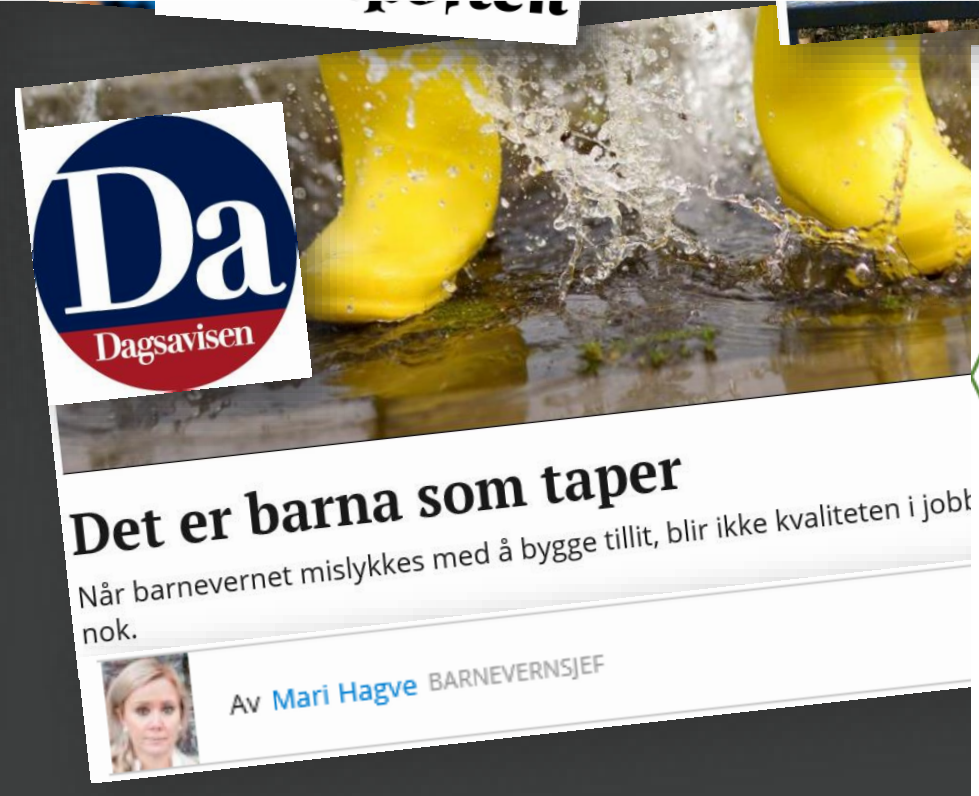 Da
Dagsavisen
Det er barna som taper
Når barnevernet mislykkes med å bygge tillit, blir ikke kvaliteten i jobb
nok.
Av Mari Hagve BARNEVERNSJEF